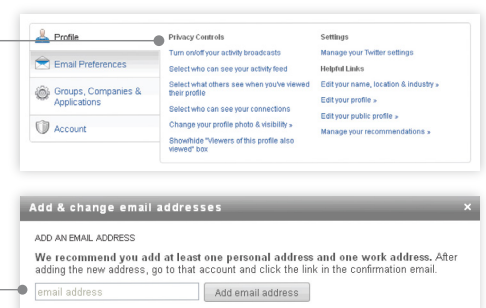 Profile
Email Preferences
Groups, Companies &
Applications
Account
Privacy Controls
Turn on/off your activity broadcasts
Select who can see your activity feed
Select what others see when you've viewed
their profile
Select who can see your connections
Change your profile photo & visibility »
Show/hide "Viewers of this profile also
viewed" box
Settings
Manage your Twitter settings
Helpful Links
Edit your name, location & industry »
Edit your profile »
Edit your public profile »
Manage your recommendations »
Add & change email addresses ×
ADD AN EMAIL ADDRESS
We recommend you add at least one personal address and one work address. After
adding the new address, go to that account and click the link in the confirmation email.
email address Add email address